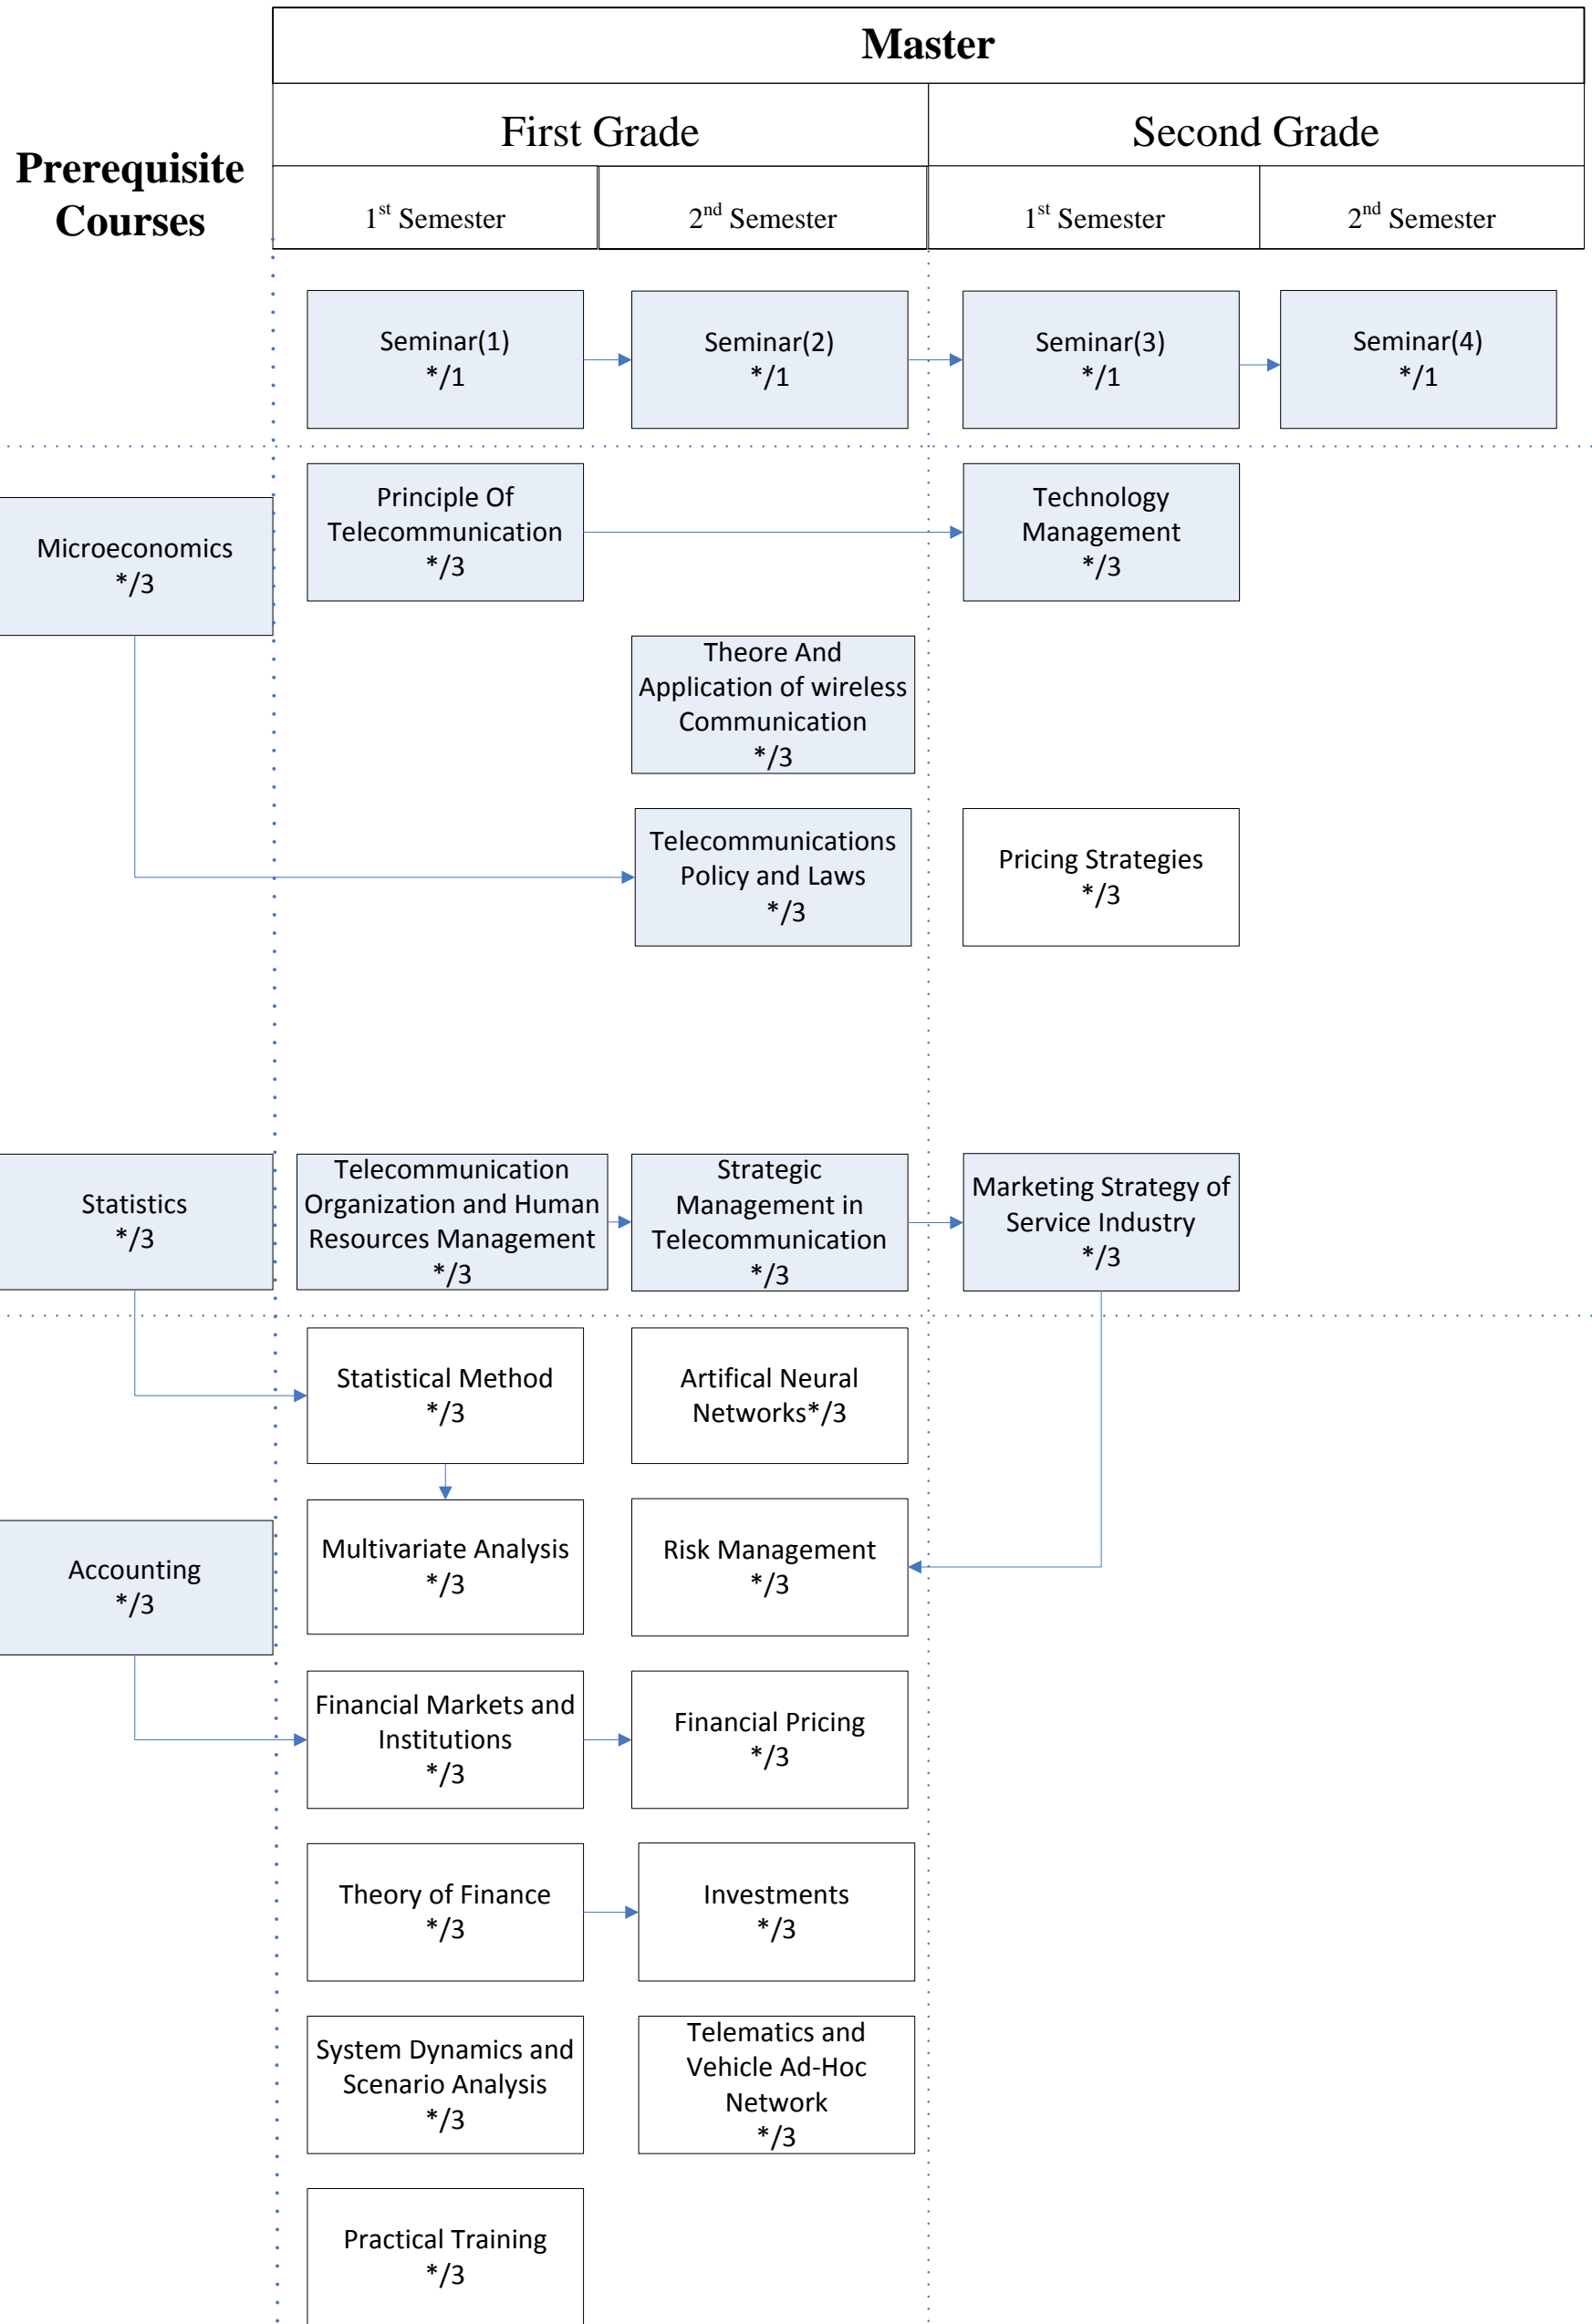 Master
First Grade
Second Grade
Prerequisite
Courses
1st Semester
2nd Semester
1st Semester
2nd Semester
Seminar(1)
*/1
Seminar(2)
*/1
Seminar(3)
*/1
Seminar(4)
*/1
Microeconomics
*/3
Principle Of
Telecommunication
*/3
Technology
Management
*/3
Theore And
Application of wireless
Communication
*/3
Telecommunications
Policy and Laws
*/3
Pricing Strategies
*/3
Statistics
*/3
Telecommunication
Organization and Human
Resources Management
*/3
Strategic
Management in
Telecommunication
*/3
Marketing Strategy of
Service Industry
*/3
Statistical Method
*/3
Artifical Neural
Networks*/3
Accounting
*/3
Multivariate Analysis
*/3
Risk Management
*/3
Financial Markets and
Institutions
*/3
Financial Pricing
*/3
Theory of Finance
*/3
Investments
*/3
System Dynamics and
Scenario Analysis
*/3
Telematics and
Vehicle Ad-Hoc
Network
*/3
Practical Training
*/3